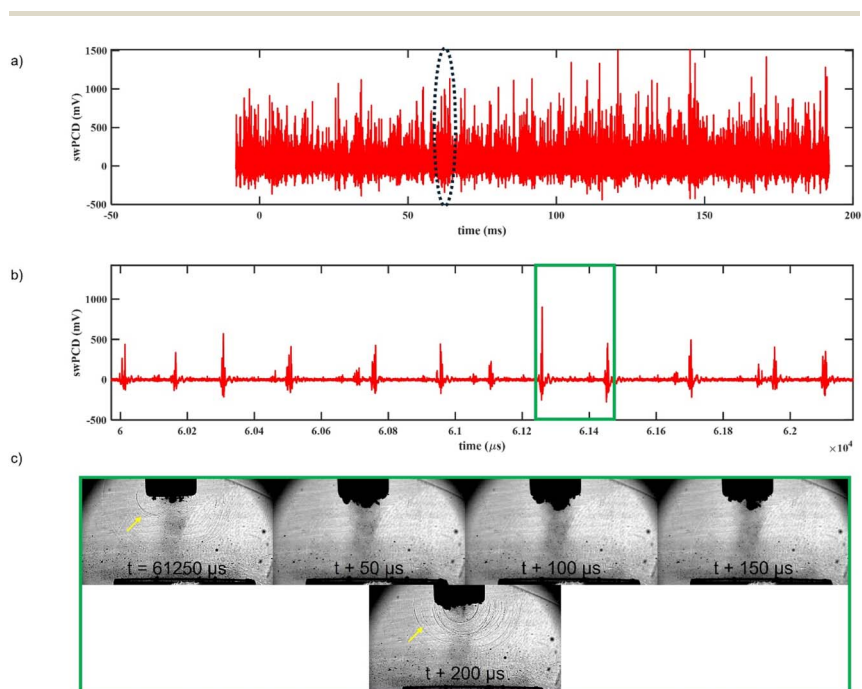 a)
swPCD (mV)
1500
1000
500
0
-500
-50 0 50 100 150 200
time (ms)
b)
swPCD (mV)
1000
500
0
-500
6 6.02 6.04 6.06 6.08 6.1 6.12 6.14 6.16 6.18 6.2
time (μs) ×10⁴
c)
t = 61250 μs t + 50 μs t + 100 μs t + 150 μs
t + 200 μs